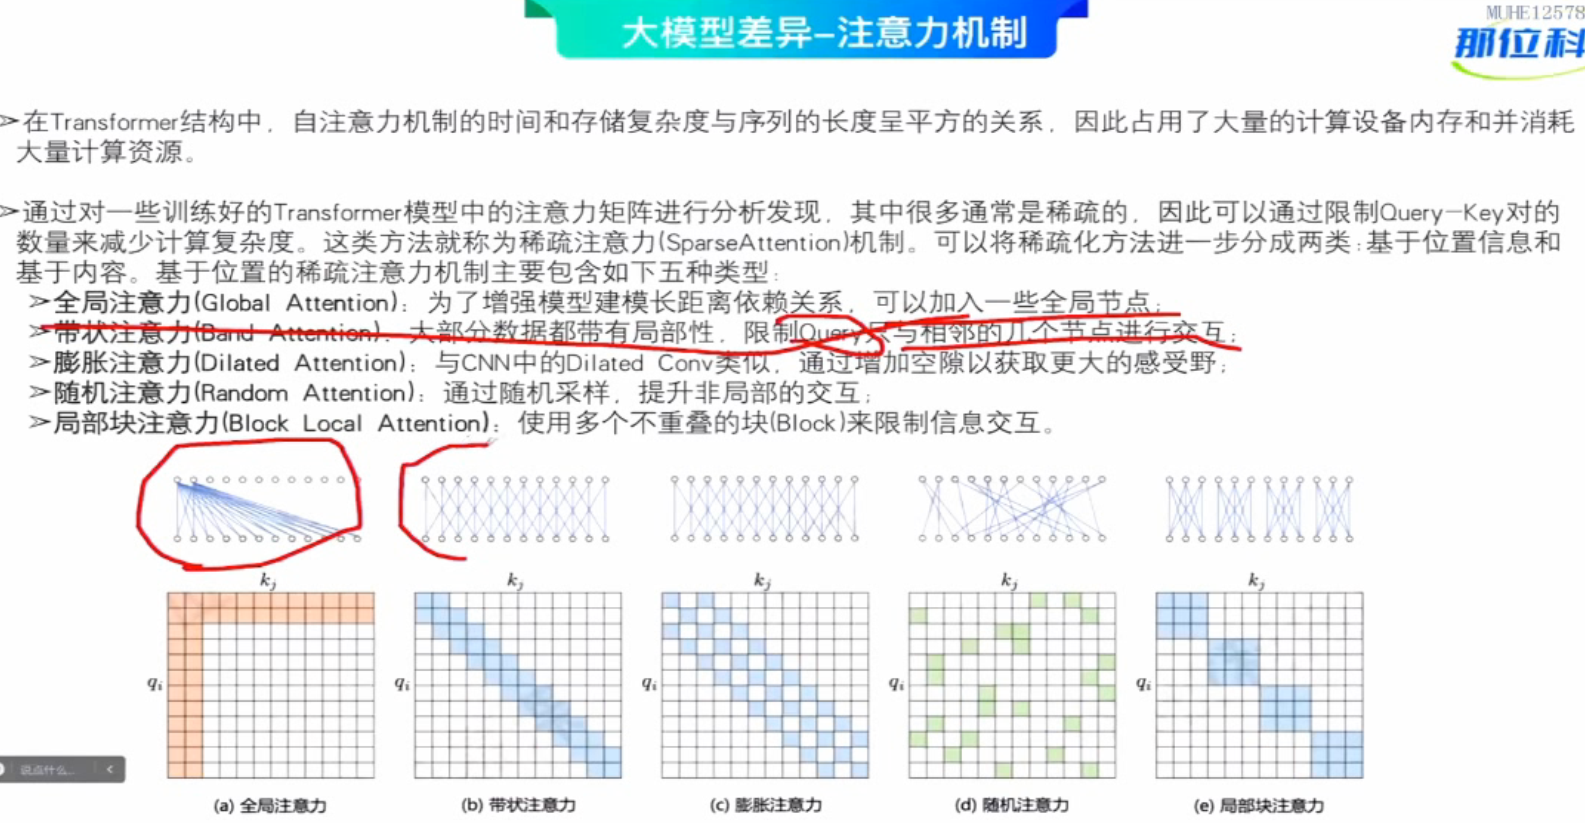 MUHE12578
大模型差异–注意力机制
那位科
➢在Transformer结构中，自注意力机制的时间和存储复杂度与序列的长度呈平方的关系，因此占用了大量的计算设备内存和并消耗
大量计算资源。
➢通过对一些训练好的Transformer模型中的注意力矩阵进行分析发现，其中很多通常是稀疏的，因此可以通过限制Query–Key对的
数量来减少计算复杂度。这类方法就称为稀疏注意力(SparseAttention)机制。可以将稀疏化方法进一步分成两类：基于位置信息和
基于内容。基于位置的稀疏注意力机制主要包含如下五种类型：
➢全局注意力(Global Attention)：为了增强模型建模长距离依赖关系，可以加入一些全局节点；
➢带状注意力(Band Attention)：大部分数据都带有局部性，限制Query只与相邻的几个节点进行交互；
➢膨胀注意力(Dilated Attention)：与CNN中的Dilated Conv类似，通过增加空隙以获取更大的感受野；
➢随机注意力(Random Attention)：通过随机采样，提升非局部的交互；
➢局部块注意力(Block Local Attention)：使用多个不重叠的块(Block)来限制信息交互。
kj kj kj kj kj
qi qi qi qi qi
说点什么...
(a) 全局注意力 (b) 带状注意力 (c) 膨胀注意力 (d) 随机注意力 (e) 局部块注意力